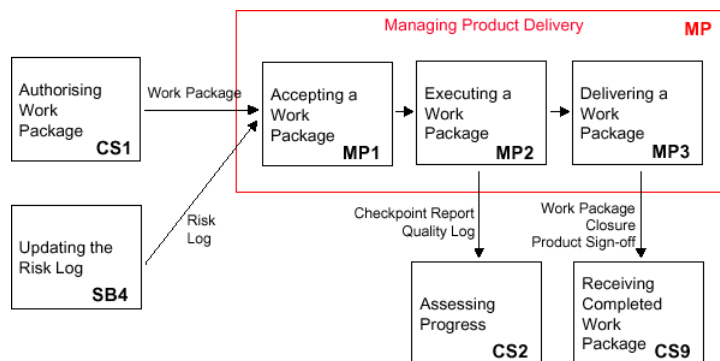 Managing Product Delivery MP
Authorising
Work
Package
CS1
Work Package
Accepting a
Work
Package
MP1
Executing a
Work
Package
MP2
Delivering a
Work
Package
MP3
Updating the
Risk Log
SB4
Risk
Log
Checkpoint Report
Quality Log
Work Package
Closure
Product Sign-off
Assessing
Progress
CS2
Receiving
Completed
Work
Package
CS9